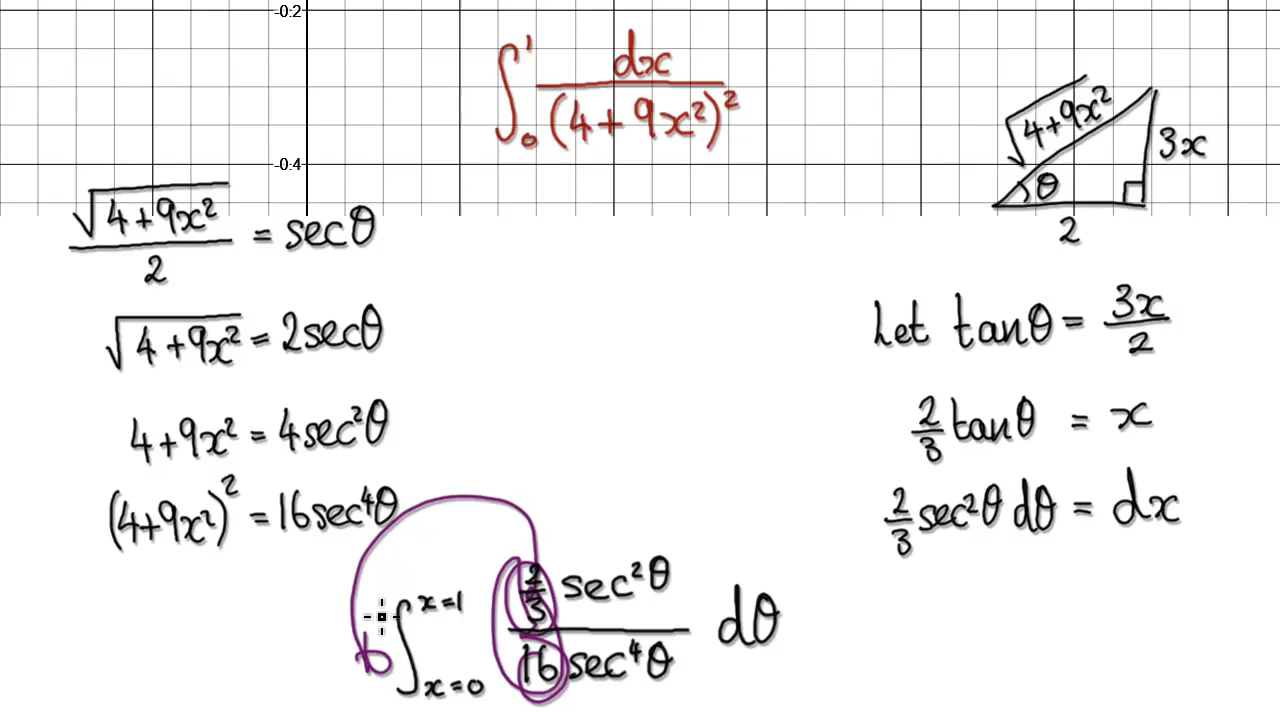 -0.2
∫₀¹ dx/(4+9x²)²
-0.4
√(4+9x²)
θ
3x
2
√(4+9x²)/2 = secθ
√(4+9x²) = 2secθ
4+9x² = 4sec²θ
(4+9x²)² = 16sec⁴θ
Let tanθ = 3x/2
2/3 tanθ = x
2/3 sec²θ dθ = dx
∫_{x=0}^{x=1} (2/3 sec²θ)/(16sec⁴θ) dθ